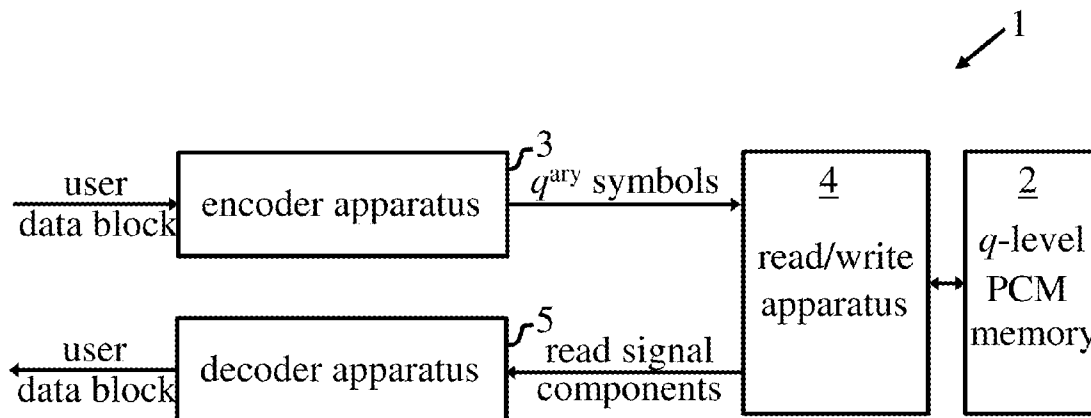 1
3
user
data block
encoder apparatus
qᵃʳʸ symbols
4
read/write
apparatus
2
q-level
PCM
memory
5
user
data block
decoder apparatus
read signal
components